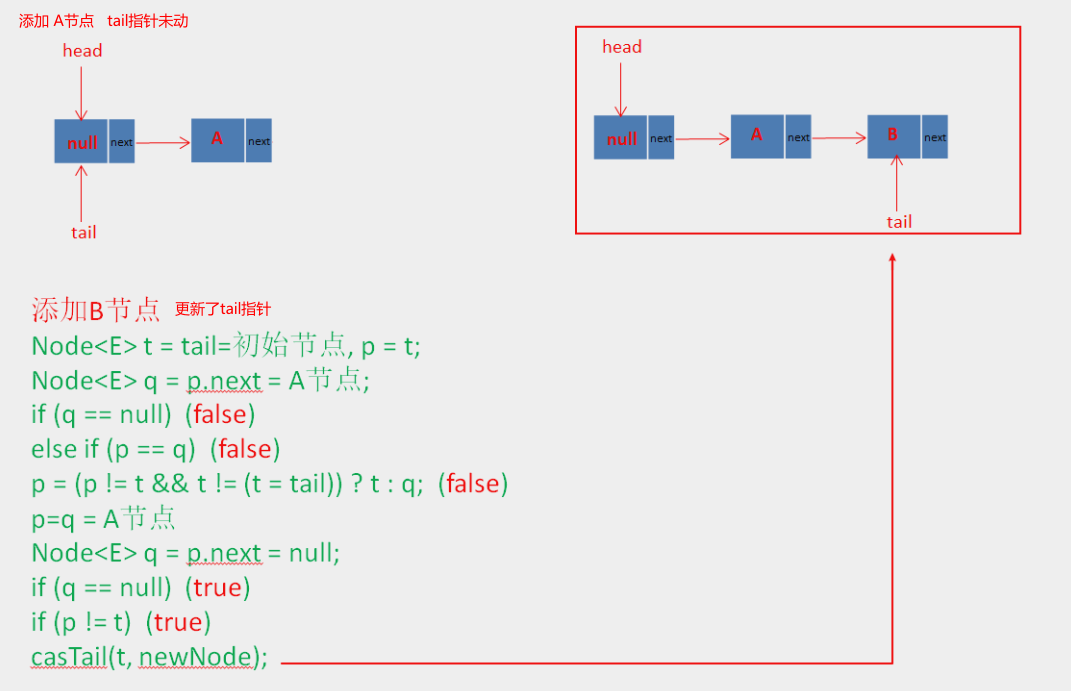 添加 A节点 tail指针未动
head
null next A next
tail
head
null next A next B next
tail
添加B节点 更新了tail指针
Node<E> t = tail=初始节点, p = t;
Node<E> q = p.next = A节点;
if (q == null) (false)
else if (p == q) (false)
p = (p != t && t != (t = tail)) ? t : q; (false)
p=q = A节点
Node<E> q = p.next = null;
if (q == null) (true)
if (p != t) (true)
casTail(t, newNode);